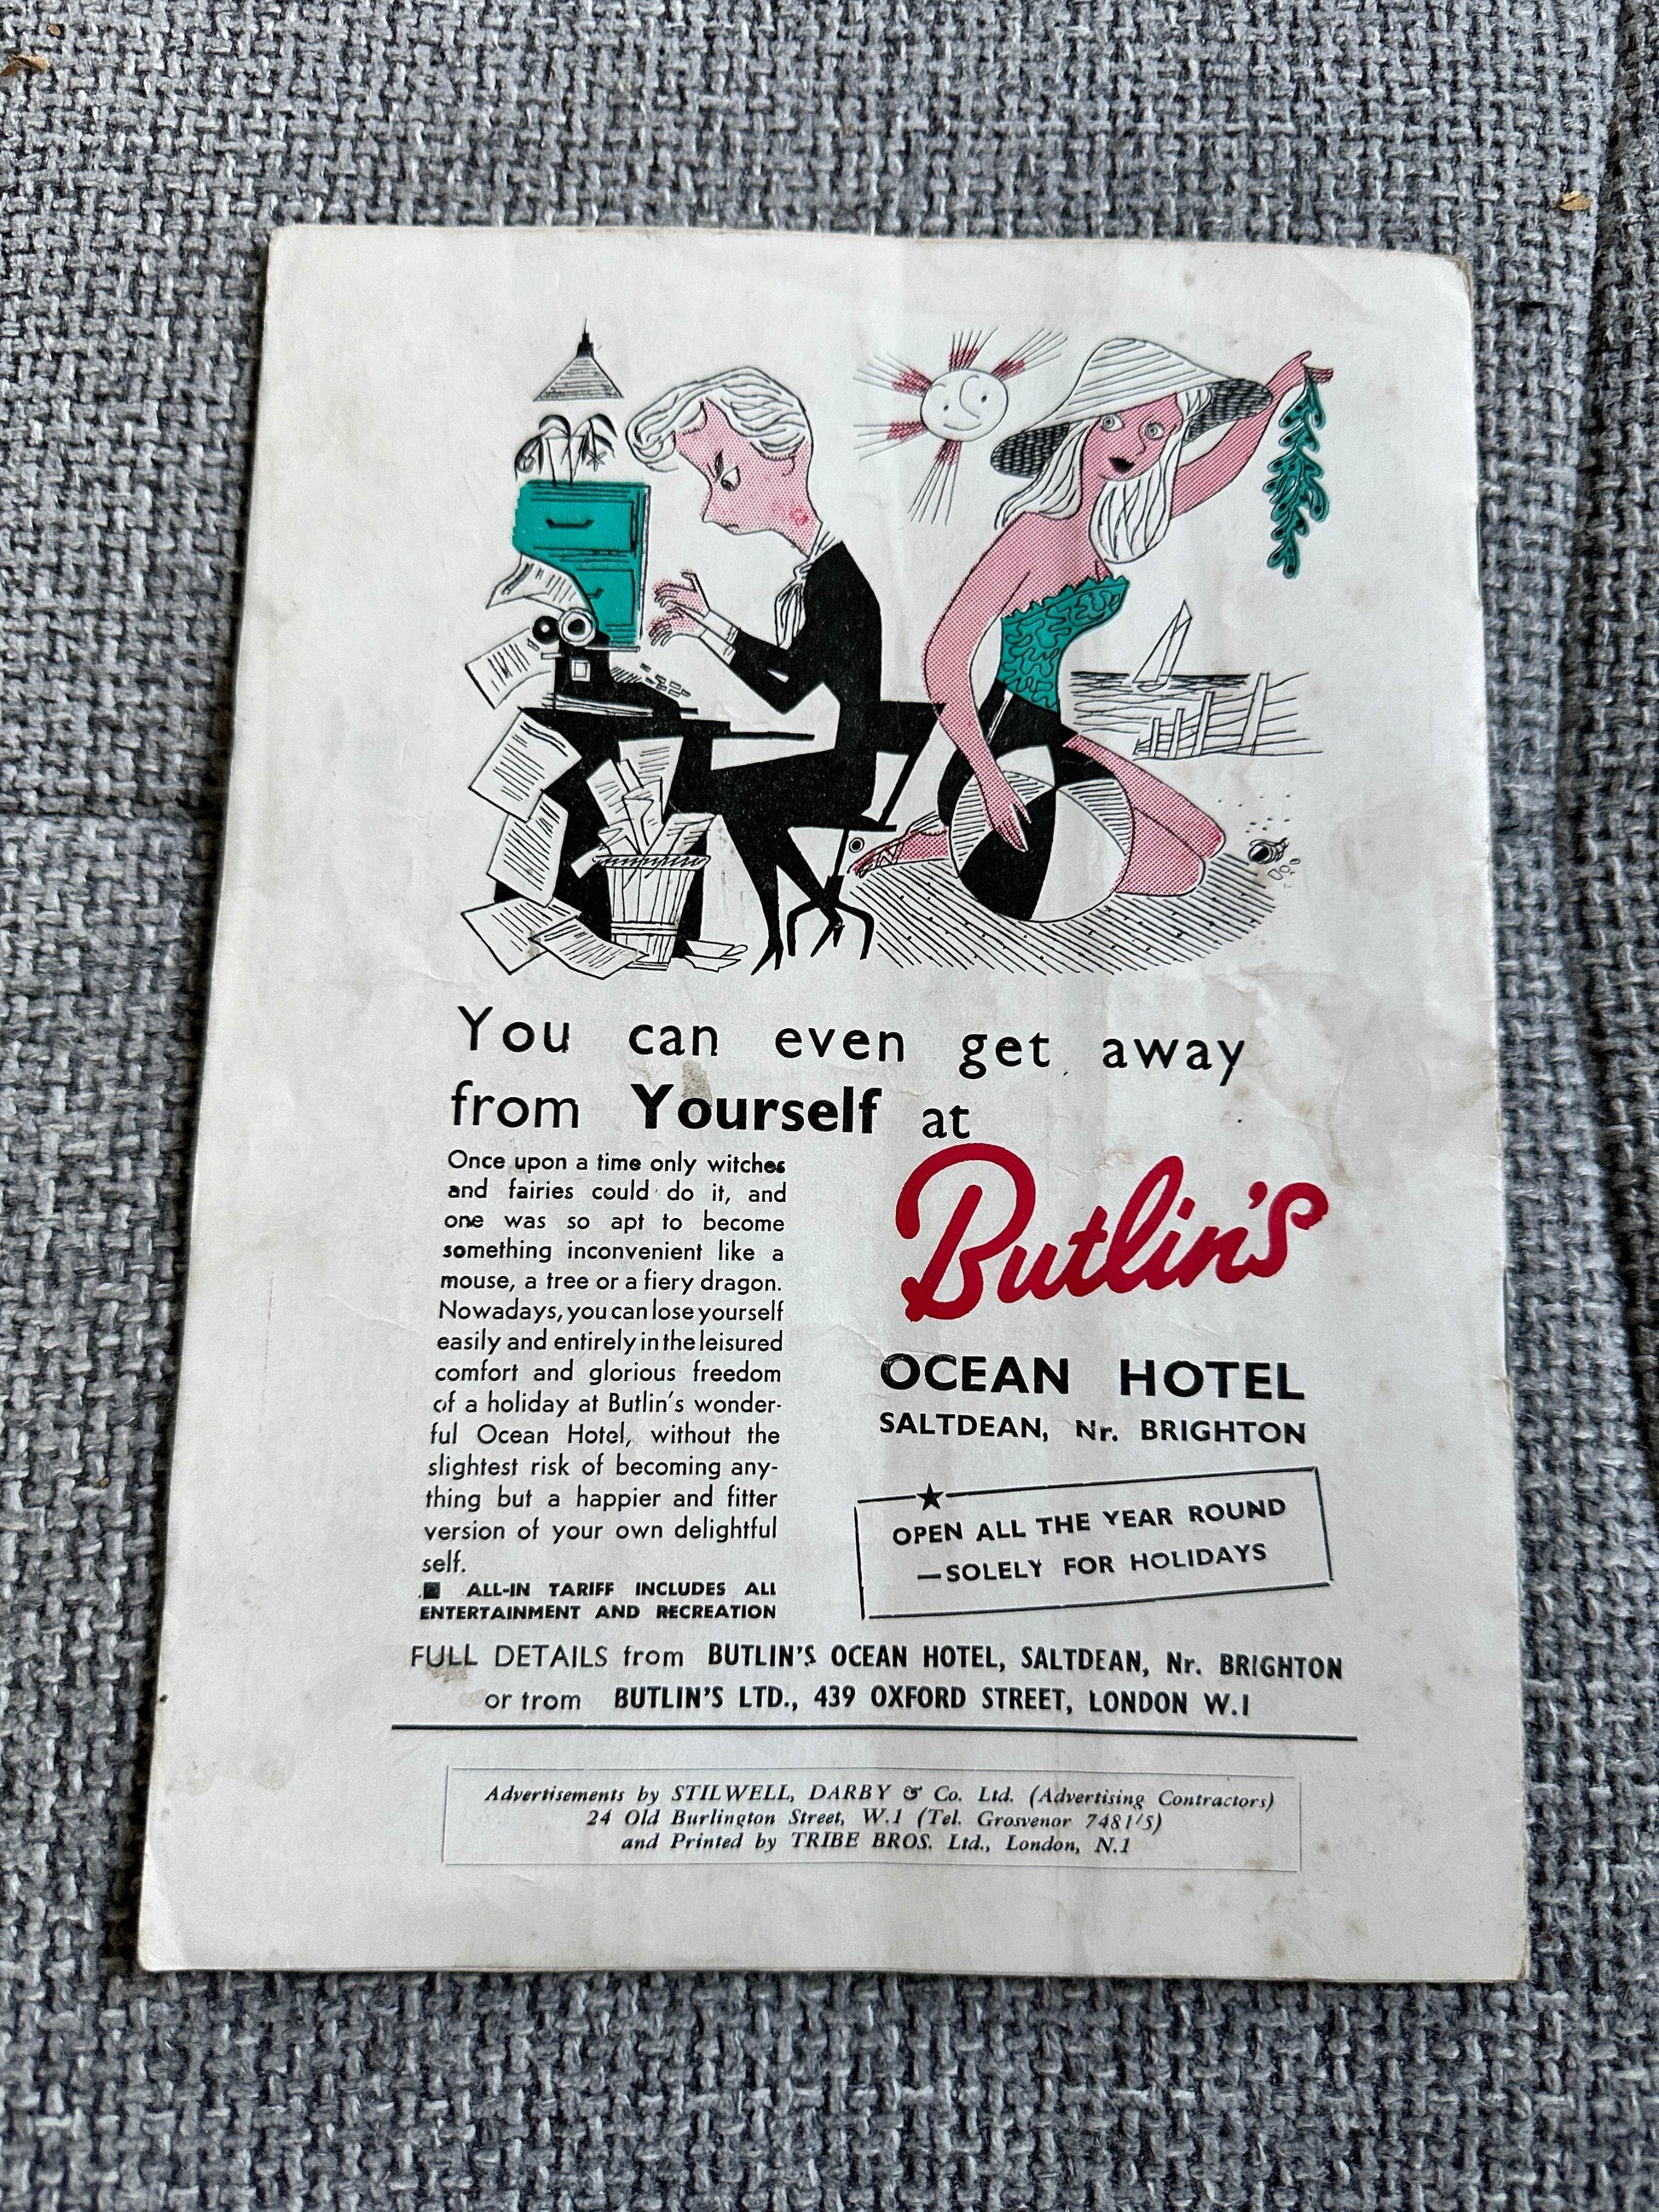 You can even get away
from Yourself at
Once upon a time only witches
and fairies could do it, and
one was so apt to become
something inconvenient like a
mouse, a tree or a fiery dragon.
Nowadays, you can lose yourself
easily and entirely in the leisured
comfort and glorious freedom
of a holiday at Butlin's wonder-
ful Ocean Hotel, without the
slightest risk of becoming any-
thing but a happier and fitter
version of your own delightful
self.
■ ALL-IN TARIFF INCLUDES ALL
ENTERTAINMENT AND RECREATION
Butlin's
OCEAN HOTEL
SALTDEAN, Nr. BRIGHTON
★
OPEN ALL THE YEAR ROUND
—SOLELY FOR HOLIDAYS
FULL DETAILS from BUTLIN'S OCEAN HOTEL, SALTDEAN, Nr. BRIGHTON
or from BUTLIN'S LTD., 439 OXFORD STREET, LONDON W.1
Advertisements by STILWELL, DARBY & Co. Ltd. (Advertising Contractors)
24 Old Burlington Street, W.1 (Tel. Grosvenor 7481/5)
and Printed by TRIBE BROS. Ltd., London, N.1